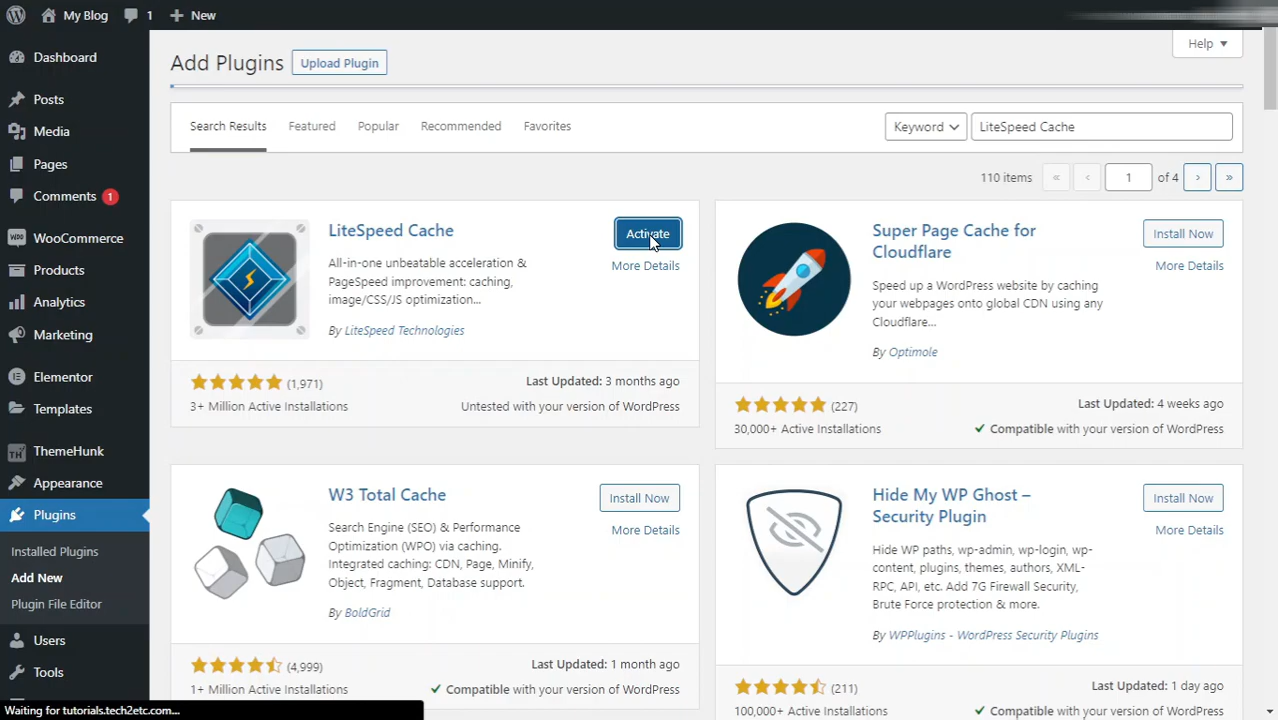 My Blog
1
New
Help
Dashboard
Posts
Media
Pages
Comments 1
WooCommerce
Products
Analytics
Marketing
Elementor
Templates
ThemeHunk
Appearance
Plugins
Installed Plugins
Add New
Plugin File Editor
Users
Tools
Add Plugins
Upload Plugin
Search Results
Featured
Popular
Recommended
Favorites
Keyword
LiteSpeed Cache
110 items
«
‹
1
of 4
›
»
LiteSpeed Cache
Activate
More Details
All-in-one unbeatable acceleration &
PageSpeed improvement: caching,
image/CSS/JS optimization...
By LiteSpeed Technologies
(1,971)
3+ Million Active Installations
Last Updated: 3 months ago
Untested with your version of WordPress
Super Page Cache for
Cloudflare
Install Now
More Details
Speed up a WordPress website by caching
your webpages onto global CDN using any
Cloudflare...
By Optimole
(227)
30,000+ Active Installations
Last Updated: 4 weeks ago
Compatible with your version of WordPress
W3 Total Cache
Install Now
More Details
Search Engine (SEO) & Performance
Optimization (WPO) via caching.
Integrated caching: CDN, Page, Minify,
Object, Fragment, Database support.
By BoldGrid
(4,999)
1+ Million Active Installations
Last Updated: 1 month ago
Compatible with your version of WordPress
Hide My WP Ghost –
Security Plugin
Install Now
More Details
Hide WP paths, wp-admin, wp-login, wp-
content, plugins, themes, authors, XML-
RPC, API, etc. Add 7G Firewall Security,
Brute Force protection & more.
By WPPlugins - WordPress Security Plugins
(211)
100,000+ Active Installations
Last Updated: 1 day ago
Compatible with your version of WordPress
Waiting for tutorials.tech2etc.com...